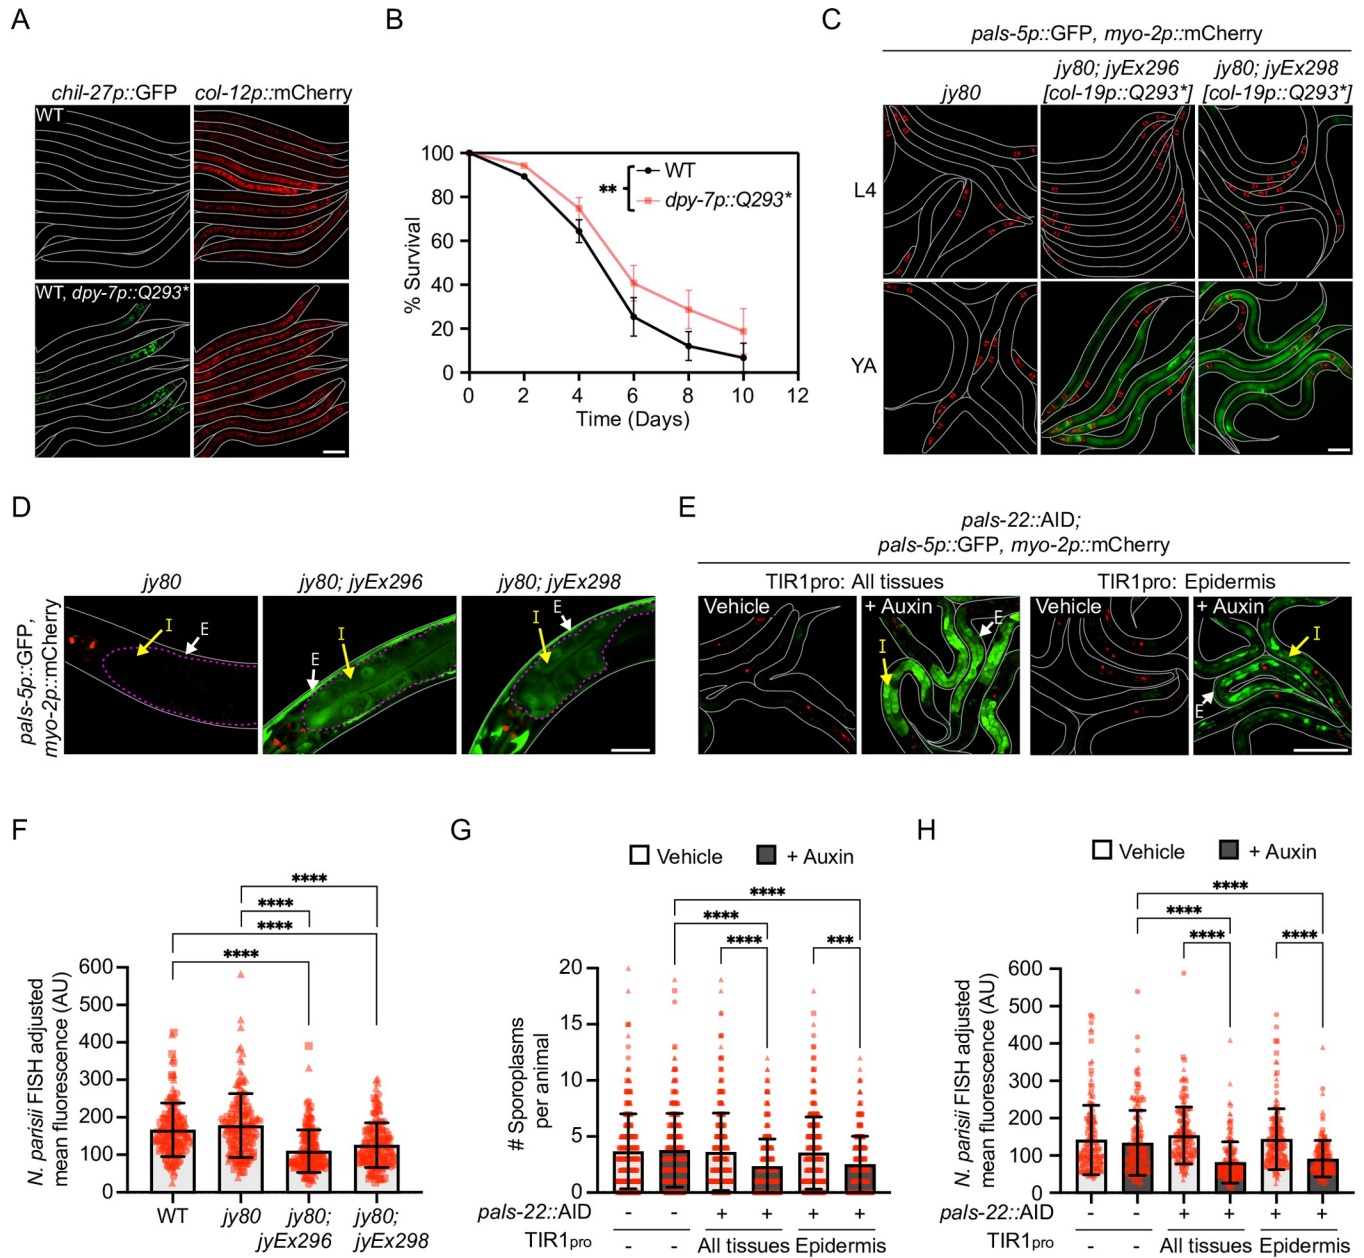 A
chil-27p::GFP
col-12p::mCherry
WT
WT, dpy-7p::Q293*
B
100
80
60
40
20
0
% Survival
0
2
4
6
8
10
12
Time (Days)
**
WT
dpy-7p::Q293*
C
pals-5p::GFP, myo-2p::mCherry
jy80
jy80; jyEx296
[col-19p::Q293*]
jy80; jyEx298
[col-19p::Q293*]
L4
YA
D
jy80
jy80; jyEx296
jy80; jyEx298
pals-5p::GFP,
myo-2p::mCherry
I
E
E
I
E
I
E
pals-22::AID;
pals-5p::GFP, myo-2p::mCherry
TIR1pro: All tissues
TIR1pro: Epidermis
Vehicle
+ Auxin
Vehicle
+ Auxin
I
E
I
E
F
****
****
****
****
600
500
400
300
200
100
0
N. parisii FISH adjusted
mean fluorescence (AU)
WT
jy80
jy80;
jyEx296
jy80;
jyEx298
G
Vehicle
+ Auxin
****
****
****
***
20
15
10
5
0
# Sporoplasms
per animal
pals-22::AID
- - + + + +
TIR1pro
- - All tissues Epidermis
H
Vehicle
+ Auxin
****
****
****
****
600
500
400
300
200
100
0
N. parisii FISH adjusted
mean fluorescence (AU)
pals-22::AID
- - + + + +
TIR1pro
- - All tissues Epidermis